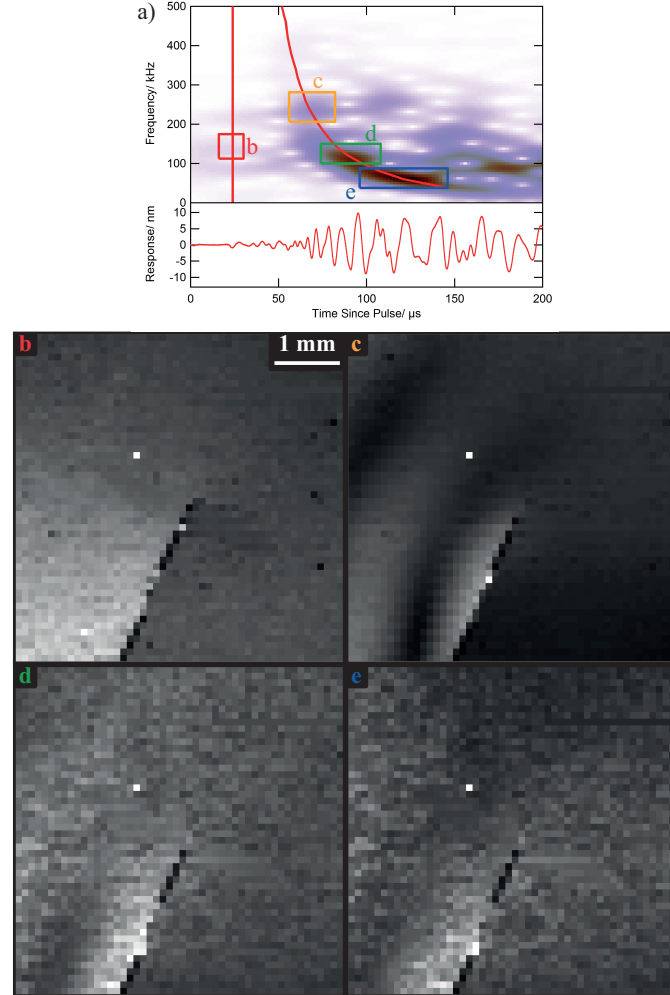 a)
Frequency/ kHz
500
400
300
200
100
0
b
c
d
e
Response/ nm
10
5
0
-5
-10
0
50
100
150
200
Time Since Pulse/ µs
b
1 mm
c
d
e